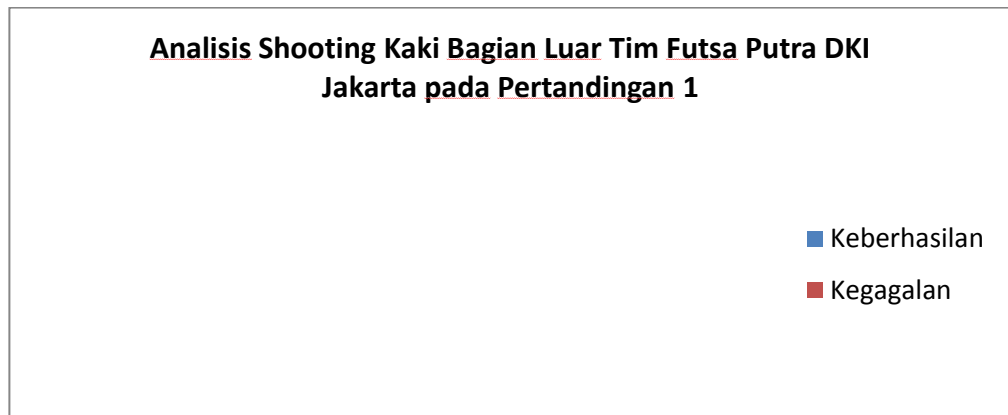 Analisis Shooting Kaki Bagian Luar Tim Futsa Putra DKI
Jakarta pada Pertandingan 1
Keberhasilan
Kegagalan